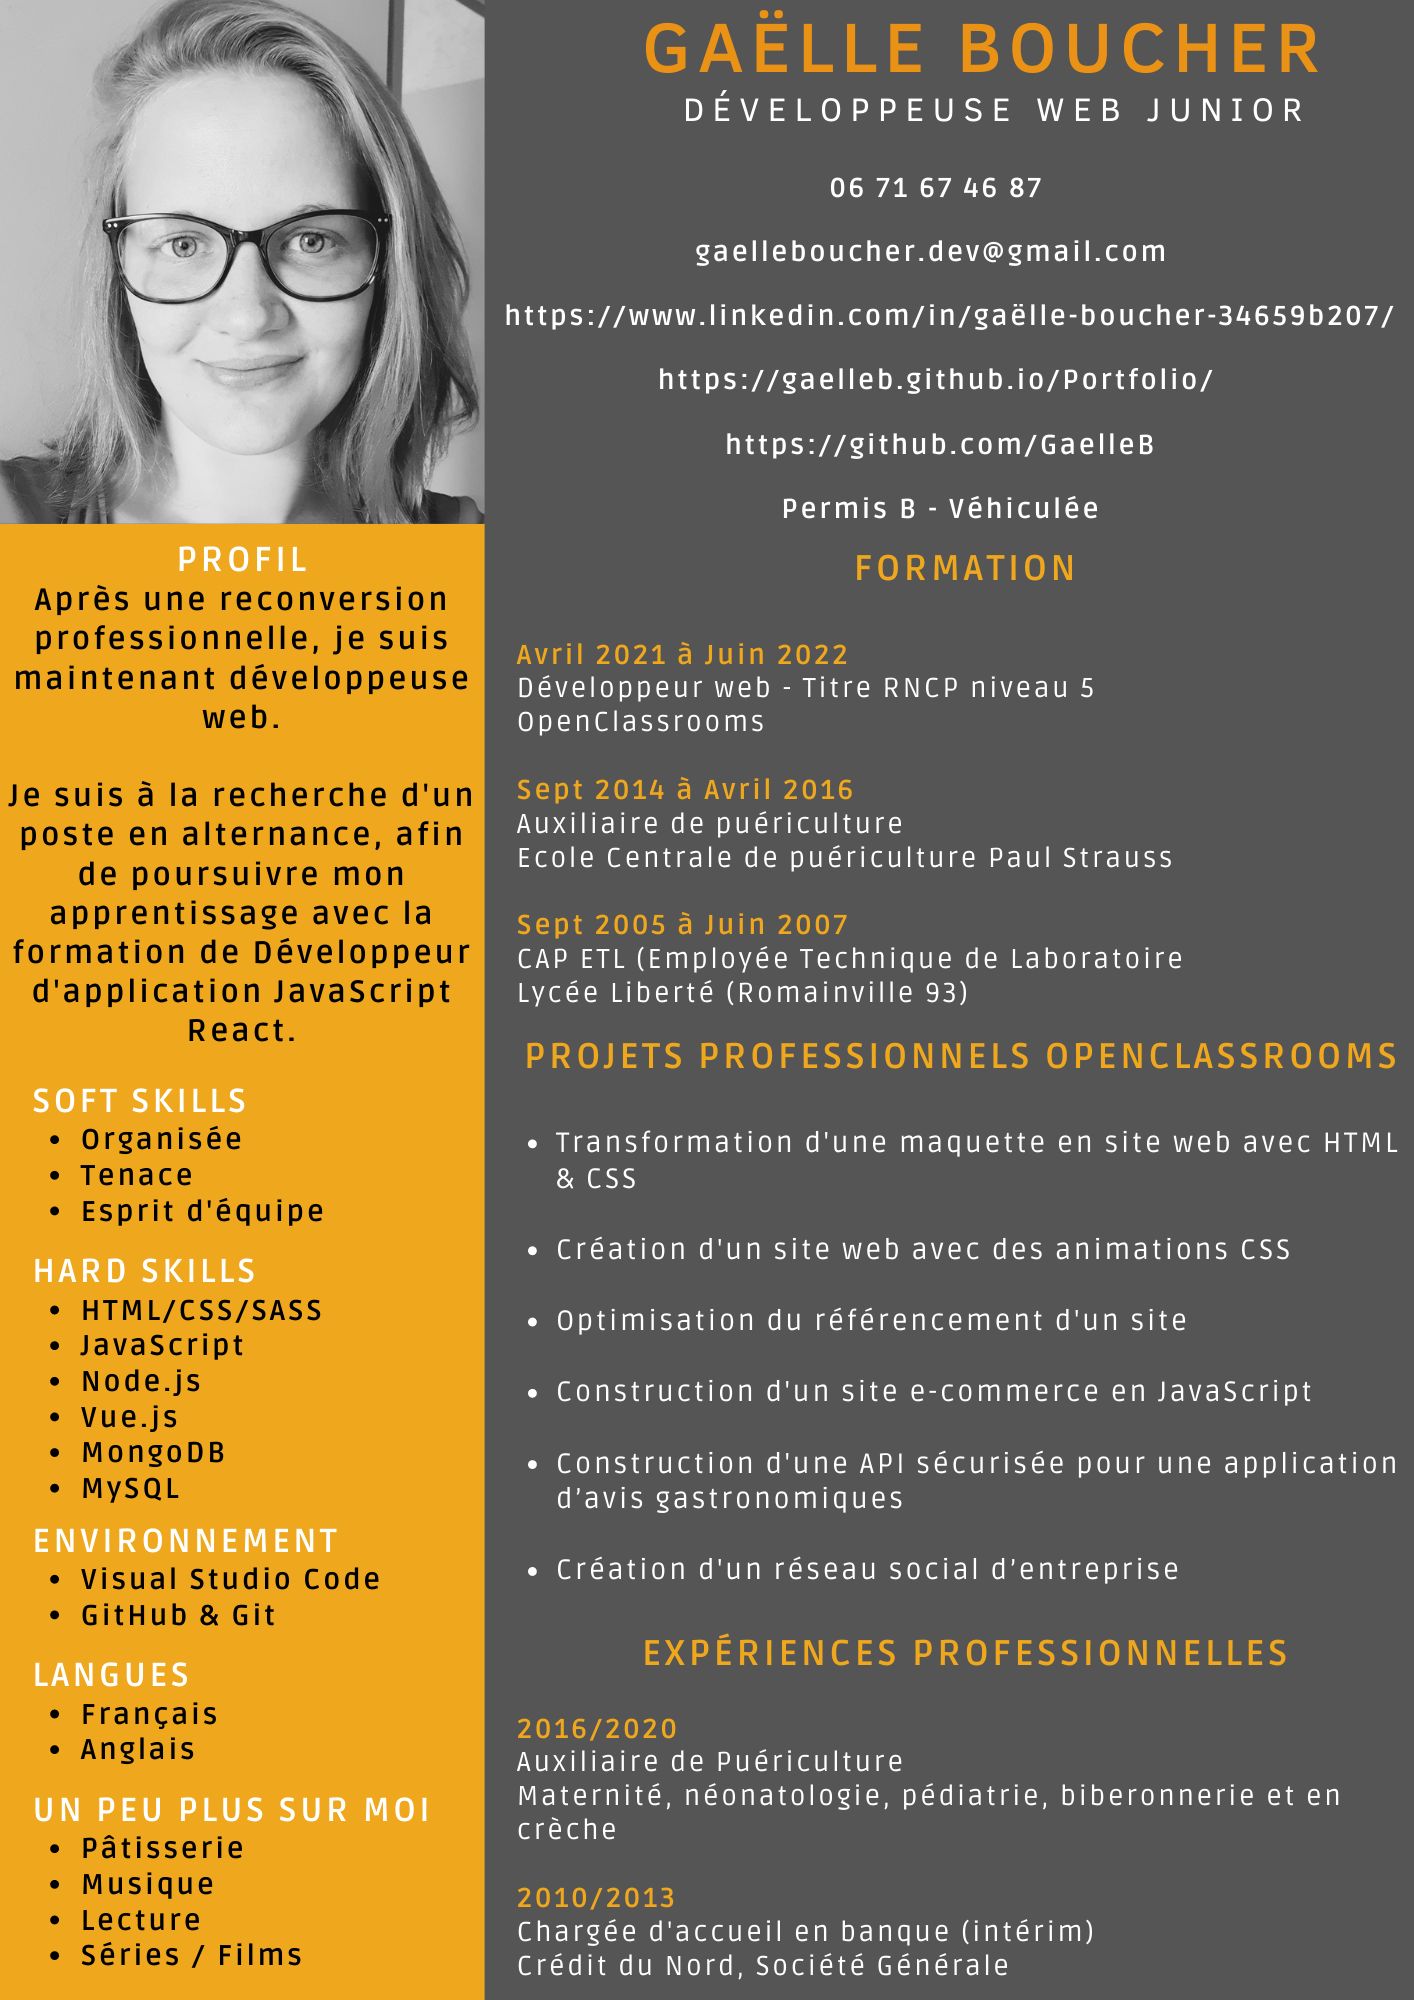 GAËLLE BOUCHER
DÉVELOPPEUSE WEB JUNIOR
06 71 67 46 87
gaelleboucher.dev@gmail.com
https://www.linkedin.com/in/gaëlle-boucher-34659b207/
https://gaelleb.github.io/Portfolio/
https://github.com/GaelleB
Permis B - Véhiculée
PROFIL
Après une reconversion
professionnelle, je suis
maintenant développeuse
web.
Je suis à la recherche d'un
poste en alternance, afin
de poursuivre mon
apprentissage avec la
formation de Développeur
d'application JavaScript
React.
SOFT SKILLS
• Organisée
• Tenace
• Esprit d'équipe
HARD SKILLS
• HTML/CSS/SASS
• JavaScript
• Node.js
• Vue.js
• MongoDB
• MySQL
ENVIRONNEMENT
• Visual Studio Code
• GitHub & Git
LANGUES
• Français
• Anglais
UN PEU PLUS SUR MOI
• Pâtisserie
• Musique
• Lecture
• Séries / Films
FORMATION
Avril 2021 à Juin 2022
Développeur web - Titre RNCP niveau 5
OpenClassrooms
Sept 2014 à Avril 2016
Auxiliaire de puériculture
Ecole Centrale de puériculture Paul Strauss
Sept 2005 à Juin 2007
CAP ETL (Employée Technique de Laboratoire
Lycée Liberté (Romainville 93)
PROJETS PROFESSIONNELS OPENCLASSROOMS
• Transformation d'une maquette en site web avec HTML
& CSS
• Création d'un site web avec des animations CSS
• Optimisation du référencement d'un site
• Construction d'un site e-commerce en JavaScript
• Construction d'une API sécurisée pour une application
d’avis gastronomiques
• Création d'un réseau social d’entreprise
EXPÉRIENCES PROFESSIONNELLES
2016/2020
Auxiliaire de Puériculture
Maternité, néonatologie, pédiatrie, biberonnerie et en
crèche
2010/2013
Chargée d'accueil en banque (intérim)
Crédit du Nord, Société Générale